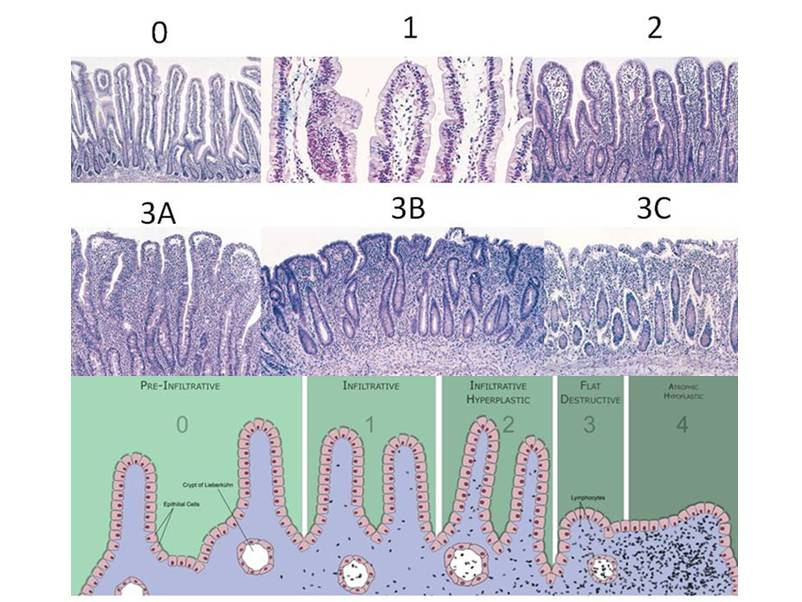 0
1
2
3A
3B
3C
Pre-Infiltrative
0
Infiltrative
1
Infiltrative
Hyperplastic
2
Flat
Destructive
3
Atrophic
Hypoplastic
4
Crypt of Lieberkühn
Epithilial Cells
Lymphocytes